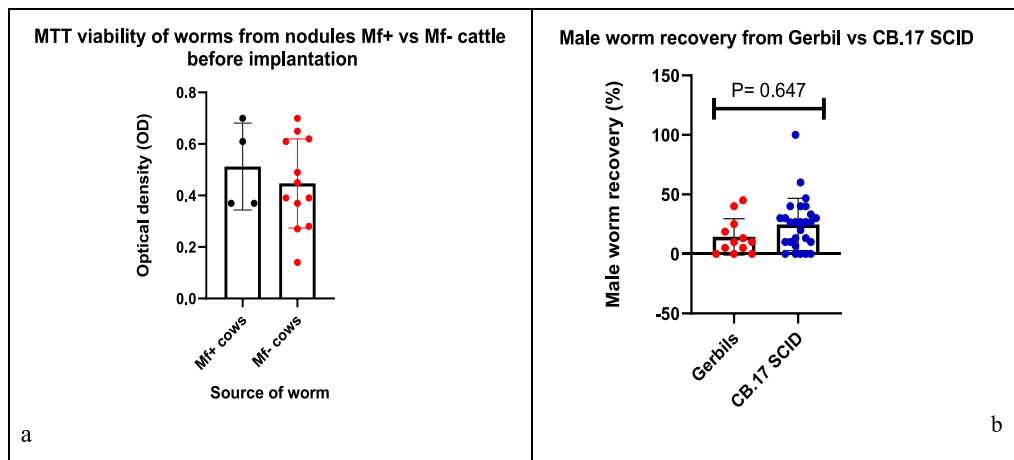 MTT viability of worms from nodules Mf+ vs Mf- cattle
before implantation
0.8
0.6
0.4
0.2
0.0
Optical density (OD)
Mf+ cows
Mf- cows
Source of worm
a
Male worm recovery from Gerbil vs CB.17 SCID
150
100
50
0
-50
Male worm recovery (%)
P= 0.647
Gerbils
CB.17 SCID
b